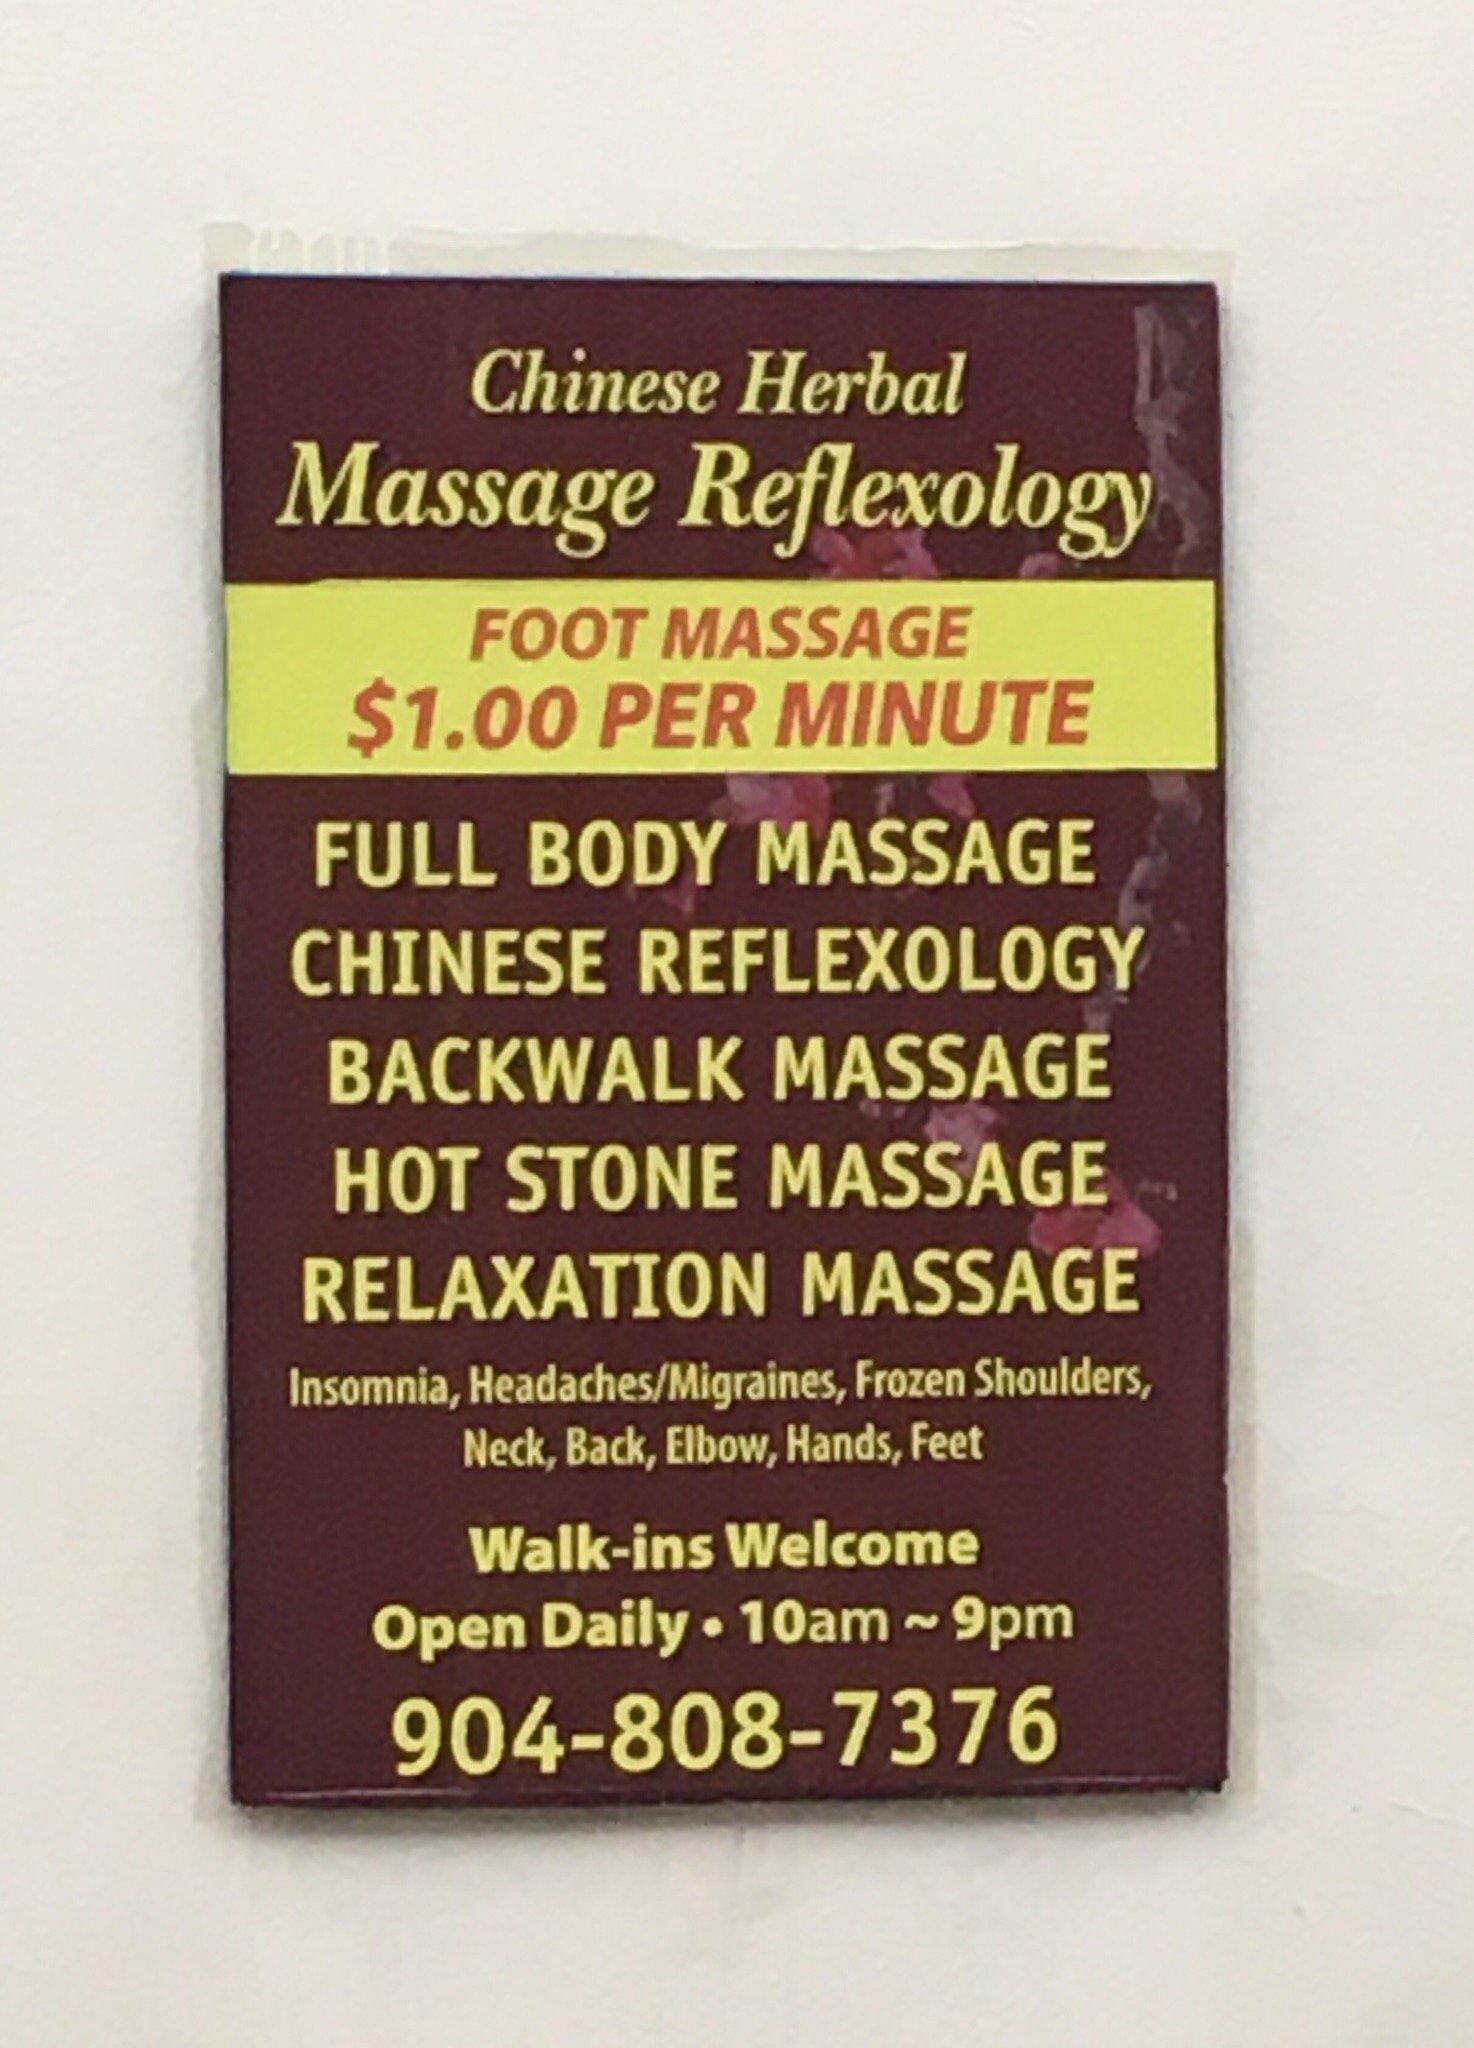 Chinese Herbal
Massage Reflexology
FOOT MASSAGE
$1.00 PER MINUTE
FULL BODY MASSAGE
CHINESE REFLEXOLOGY
BACKWALK MASSAGE
HOT STONE MASSAGE
RELAXATION MASSAGE
Insomnia, Headaches/Migraines, Frozen Shoulders,
Neck, Back, Elbow, Hands, Feet
Walk-ins Welcome
Open Daily • 10am ~ 9pm
904-808-7376